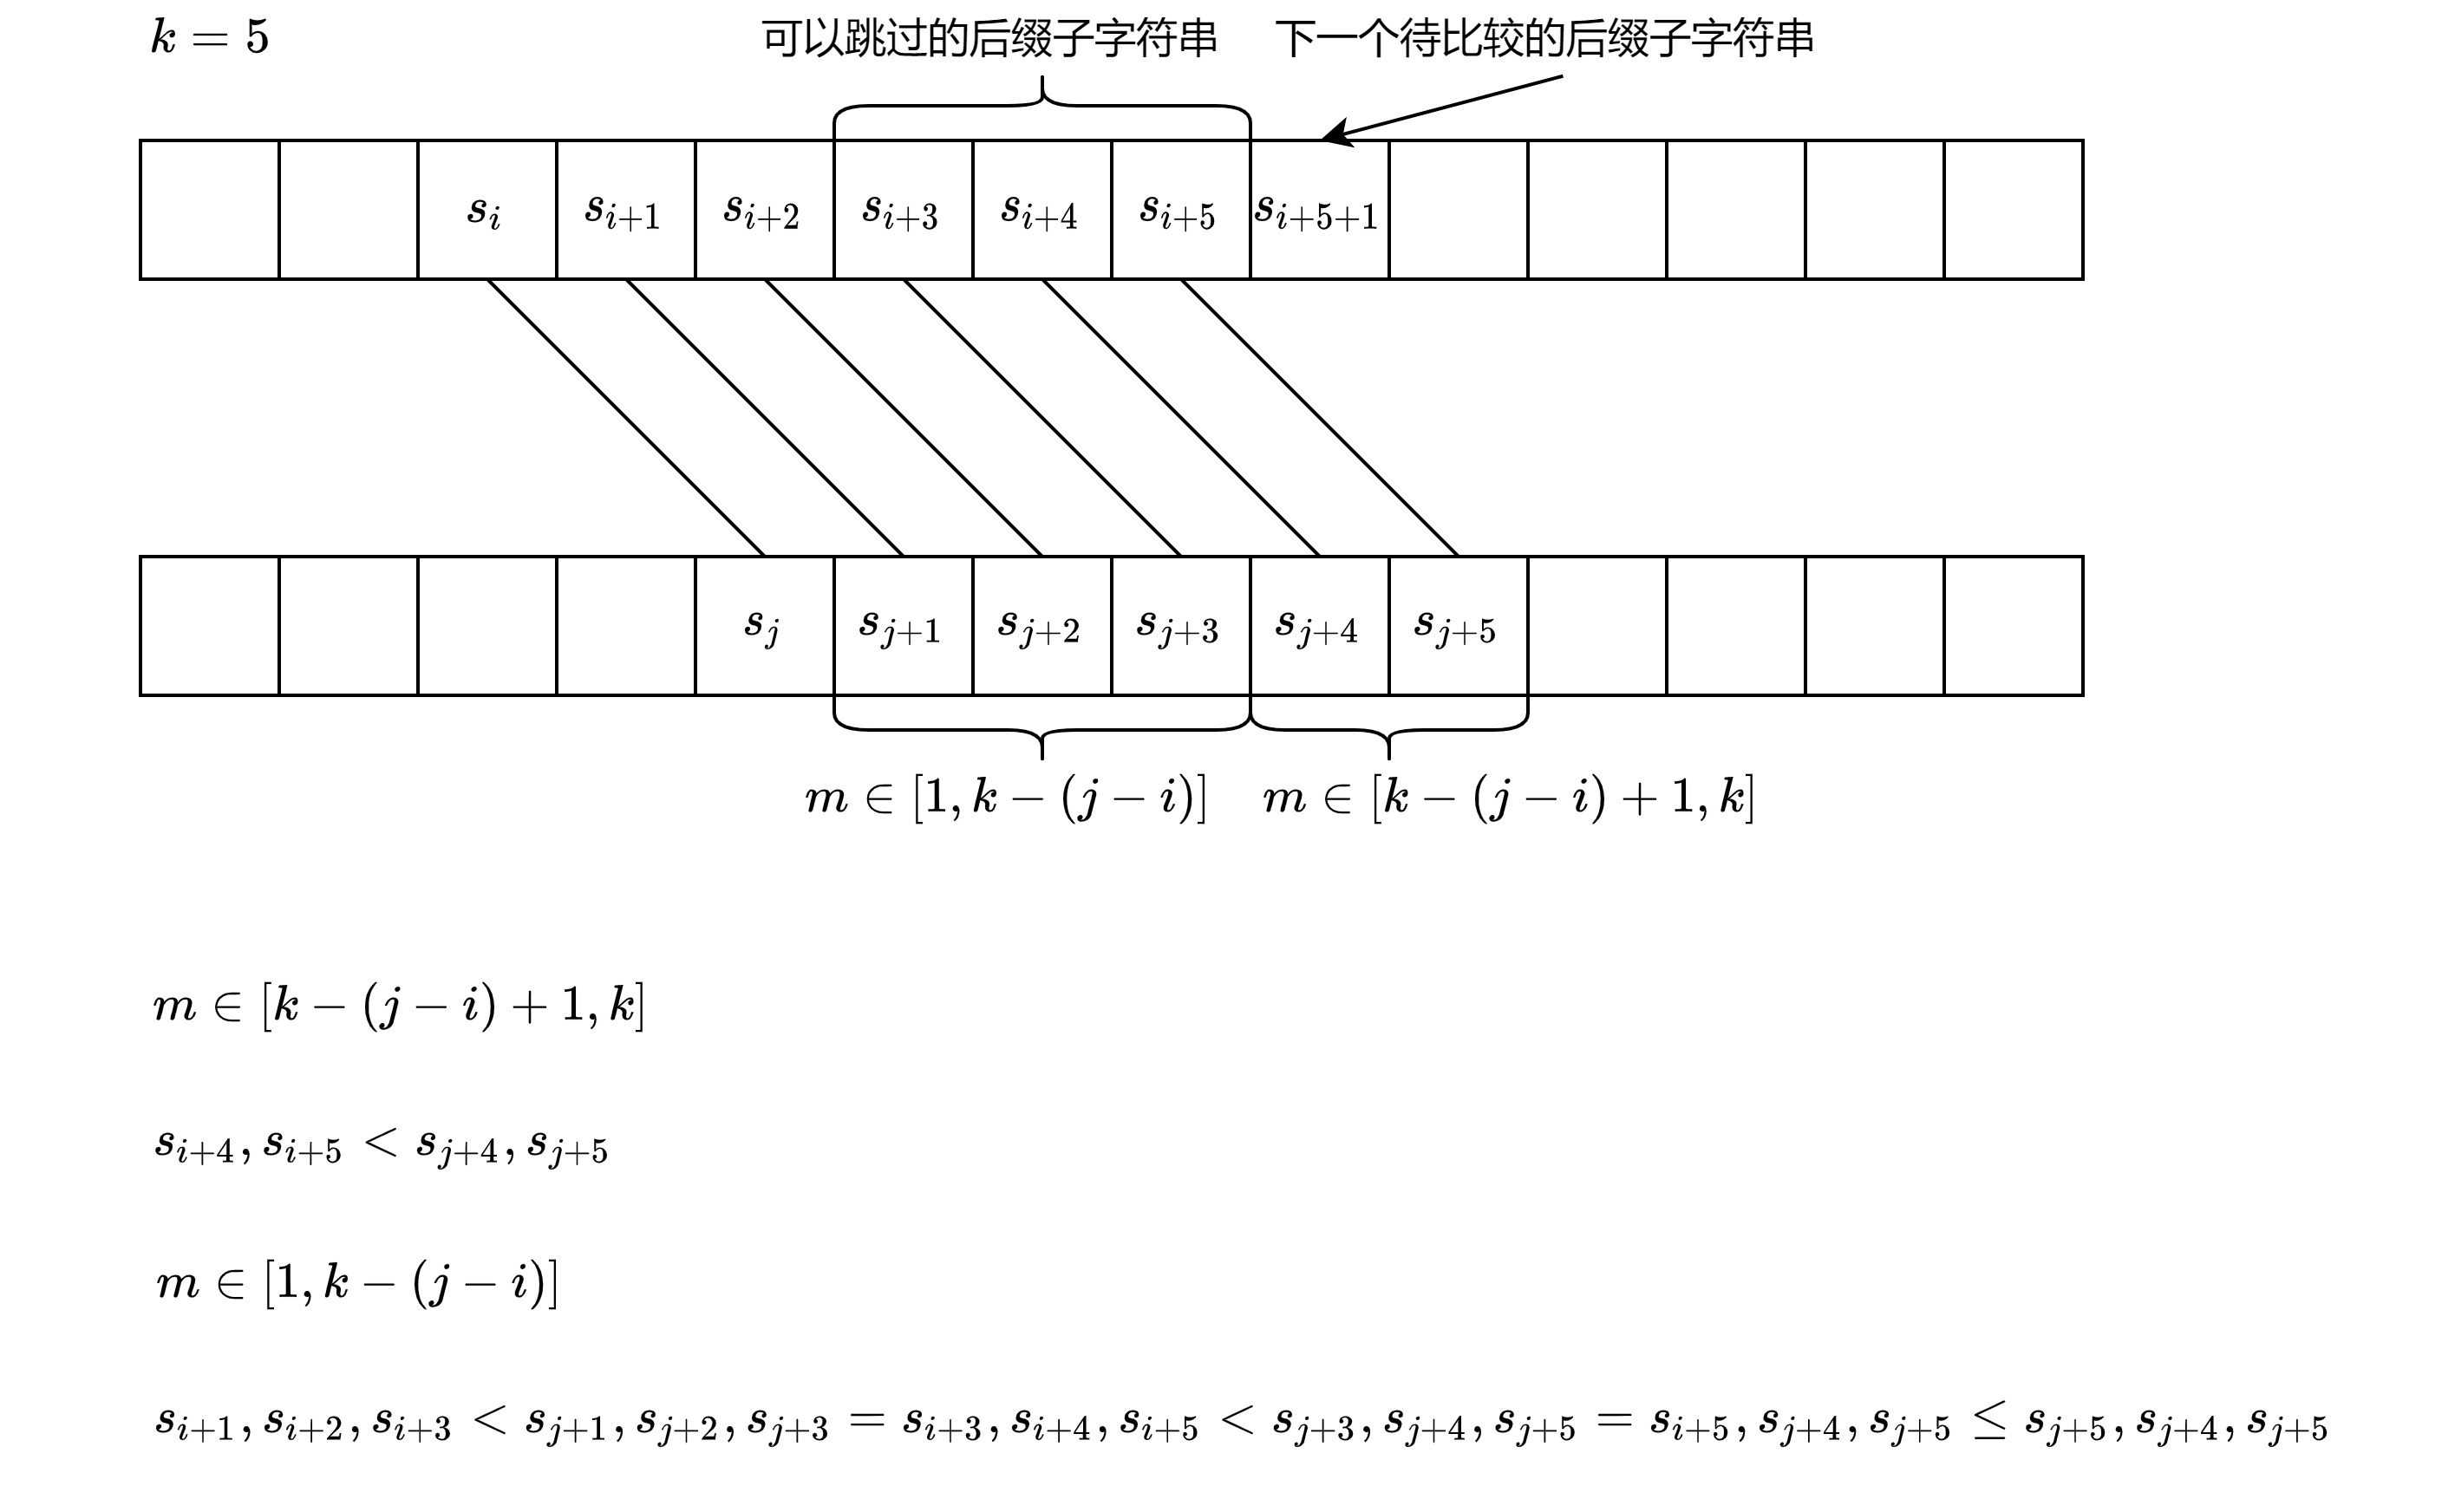 k = 5
可以跳过的后缀子字符串 下一个待比较的后缀子字符串
s_i s_{i+1} s_{i+2} s_{i+3} s_{i+4} s_{i+5} s_{i+5+1}
s_j s_{j+1} s_{j+2} s_{j+3} s_{j+4} s_{j+5}
m ∈ [1, k − (j − i)] m ∈ [k − (j − i) + 1, k]
m ∈ [k − (j − i) + 1, k]
s_{i+4}, s_{i+5} < s_{j+4}, s_{j+5}
m ∈ [1, k − (j − i)]
s_{i+1}, s_{i+2}, s_{i+3} < s_{j+1}, s_{j+2}, s_{j+3} = s_{i+3}, s_{i+4}, s_{i+5} < s_{j+3}, s_{j+4}, s_{j+5} = s_{i+5}, s_{j+4}, s_{j+5} ≤ s_{j+5}, s_{j+4}, s_{j+5}